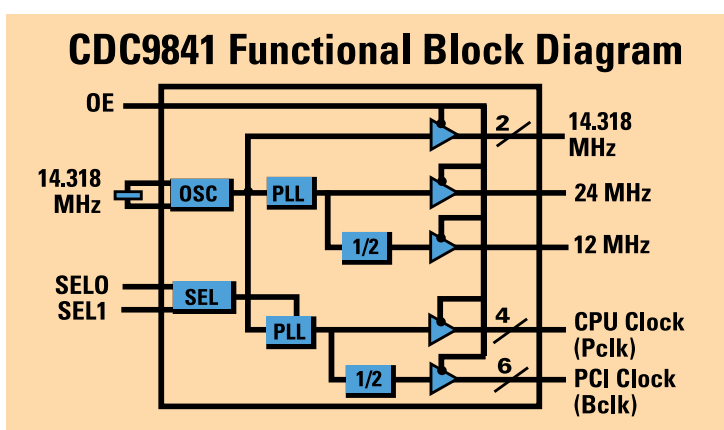 CDC9841 Functional Block Diagram
OE
2
14.318
MHz
14.318
MHz
OSC
PLL
24 MHz
1/2
12 MHz
SEL0
SEL1
SEL
PLL
4
CPU Clock
(Pclk)
1/2
6
PCI Clock
(Bclk)